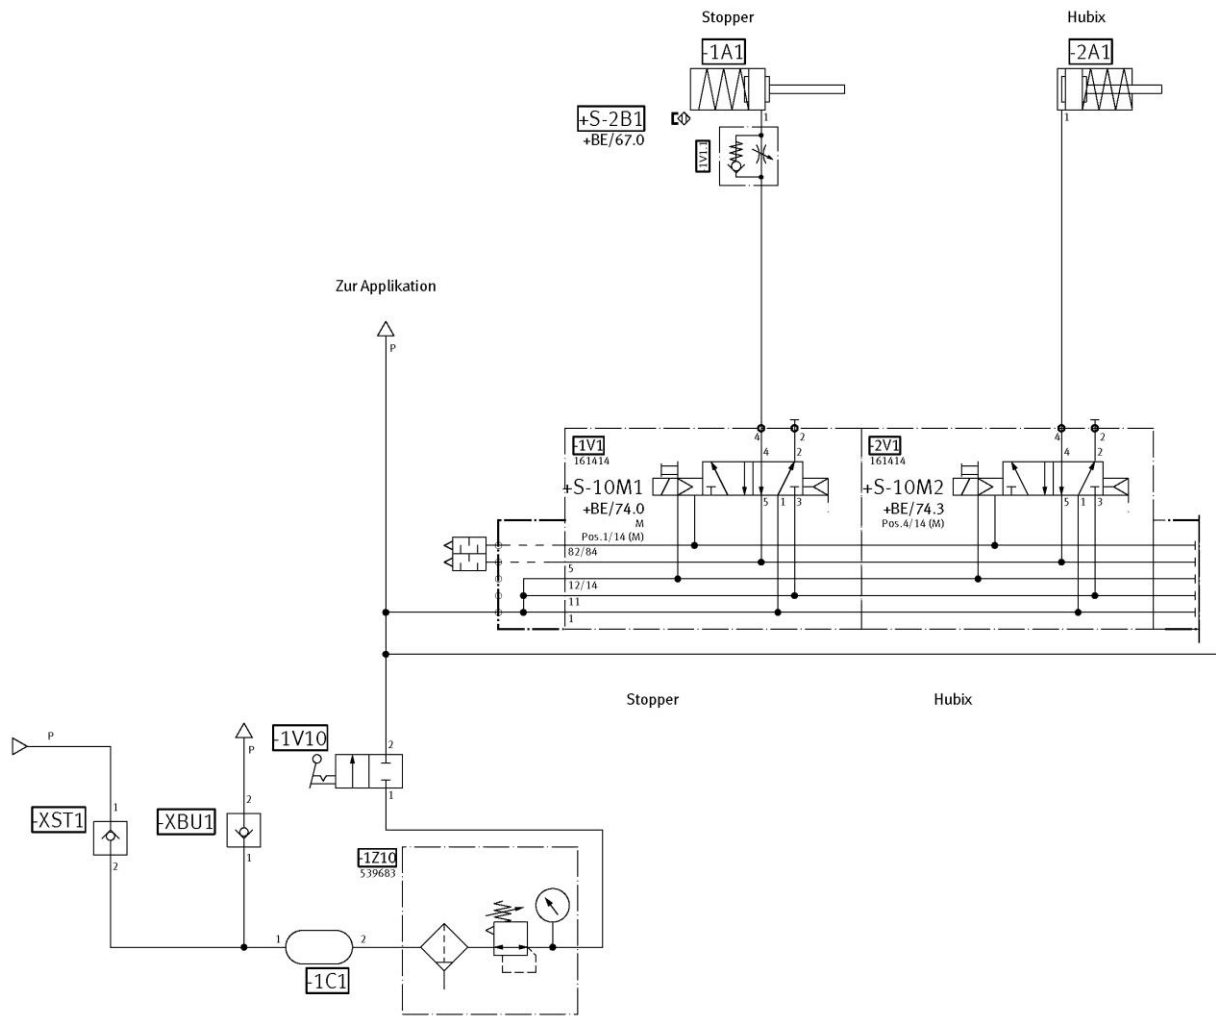 Stopper
Hubix
-1A1
-2A1
1
1
+S-2B1
+BE/67.0
1V1.1
Zur Applikation
P
4
2
4
2
-1V1
161414
4
2
-2V1
161414
4
2
+S-10M1
+BE/74.0
M
Pos.1/14 (M)
5
1
3
+S-10M2
+BE/74.3
Pos.4/14 (M)
5
1
3
82/84
5
12/14
11
1
Stopper
Hubix
-1V10
2
1
P
P
-XST1
1
2
-XBU1
2
1
-1Z10
539683
1
2
-1C1